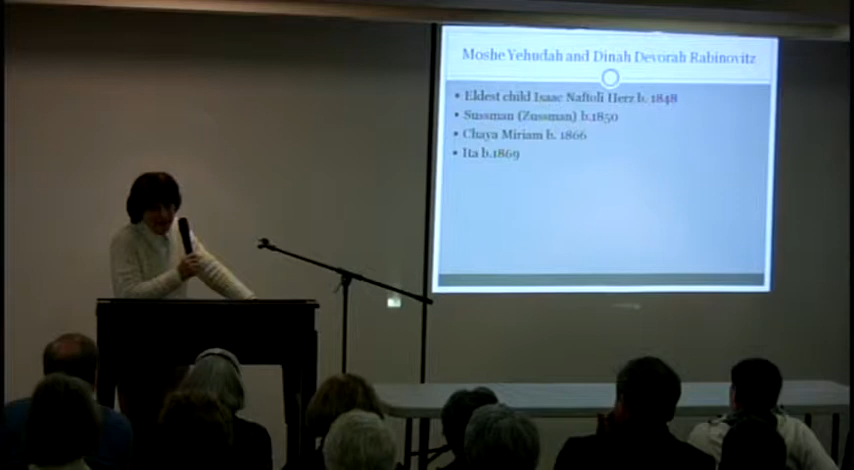 Moshe Yehudah and Dinah Devorah Rabinovitz
• Eldest child Isaac Naftoli Herz b. 1848
• Sussman (Zussman) b.1850
• Chaya Miriam b. 1866
• Ita b.1869